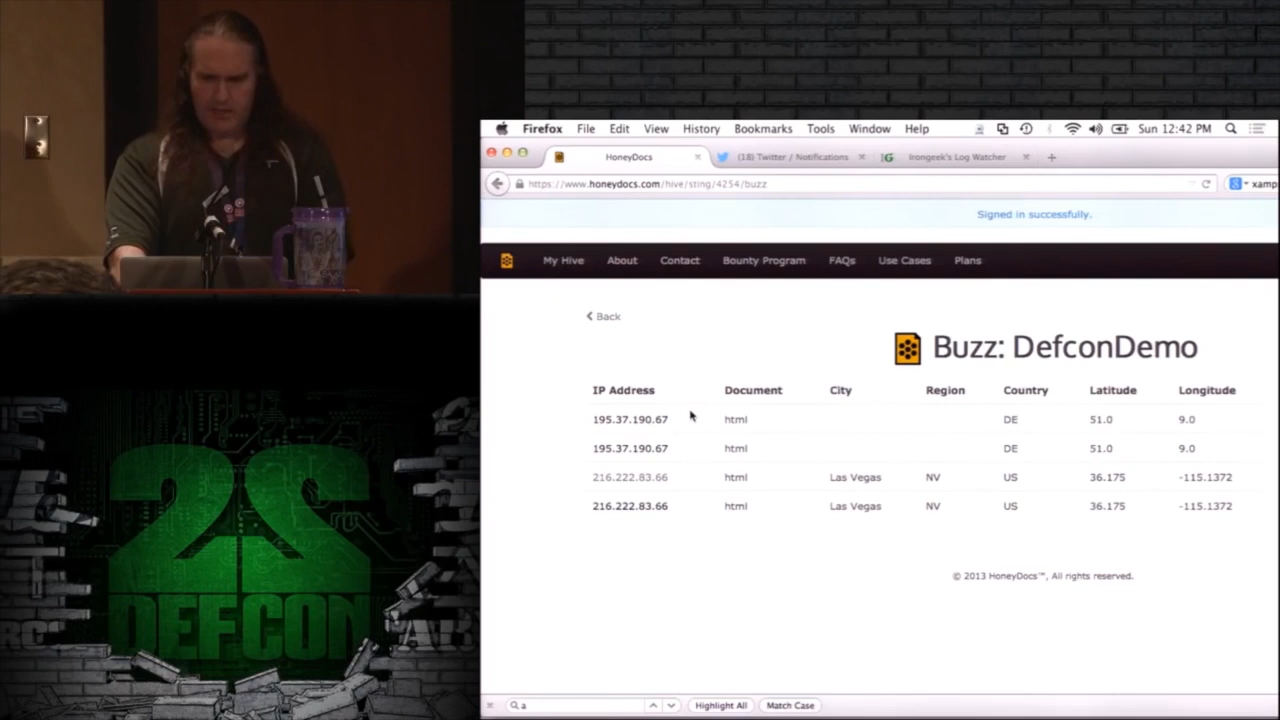 Firefox File Edit View History Bookmarks Tools Window Help Sun 12:42 PM
HoneyDocs (18) Twitter / Notifications Irongeek's Log Watcher
https://www.honeydocs.com/hive/sting/4254/buzz xamp
Signed in successfully.
My Hive About Contact Bounty Program FAQs Use Cases Plans
Back
Buzz: DefconDemo
IP Address Document City Region Country Latitude Longitude
195.37.190.67 html DE 51.0 9.0
195.37.190.67 html DE 51.0 9.0
216.222.83.66 html Las Vegas NV US 36.175 -115.1372
216.222.83.66 html Las Vegas NV US 36.175 -115.1372
© 2013 HoneyDocs™, All rights reserved.
a Highlight All Match Case
22
DEFCON